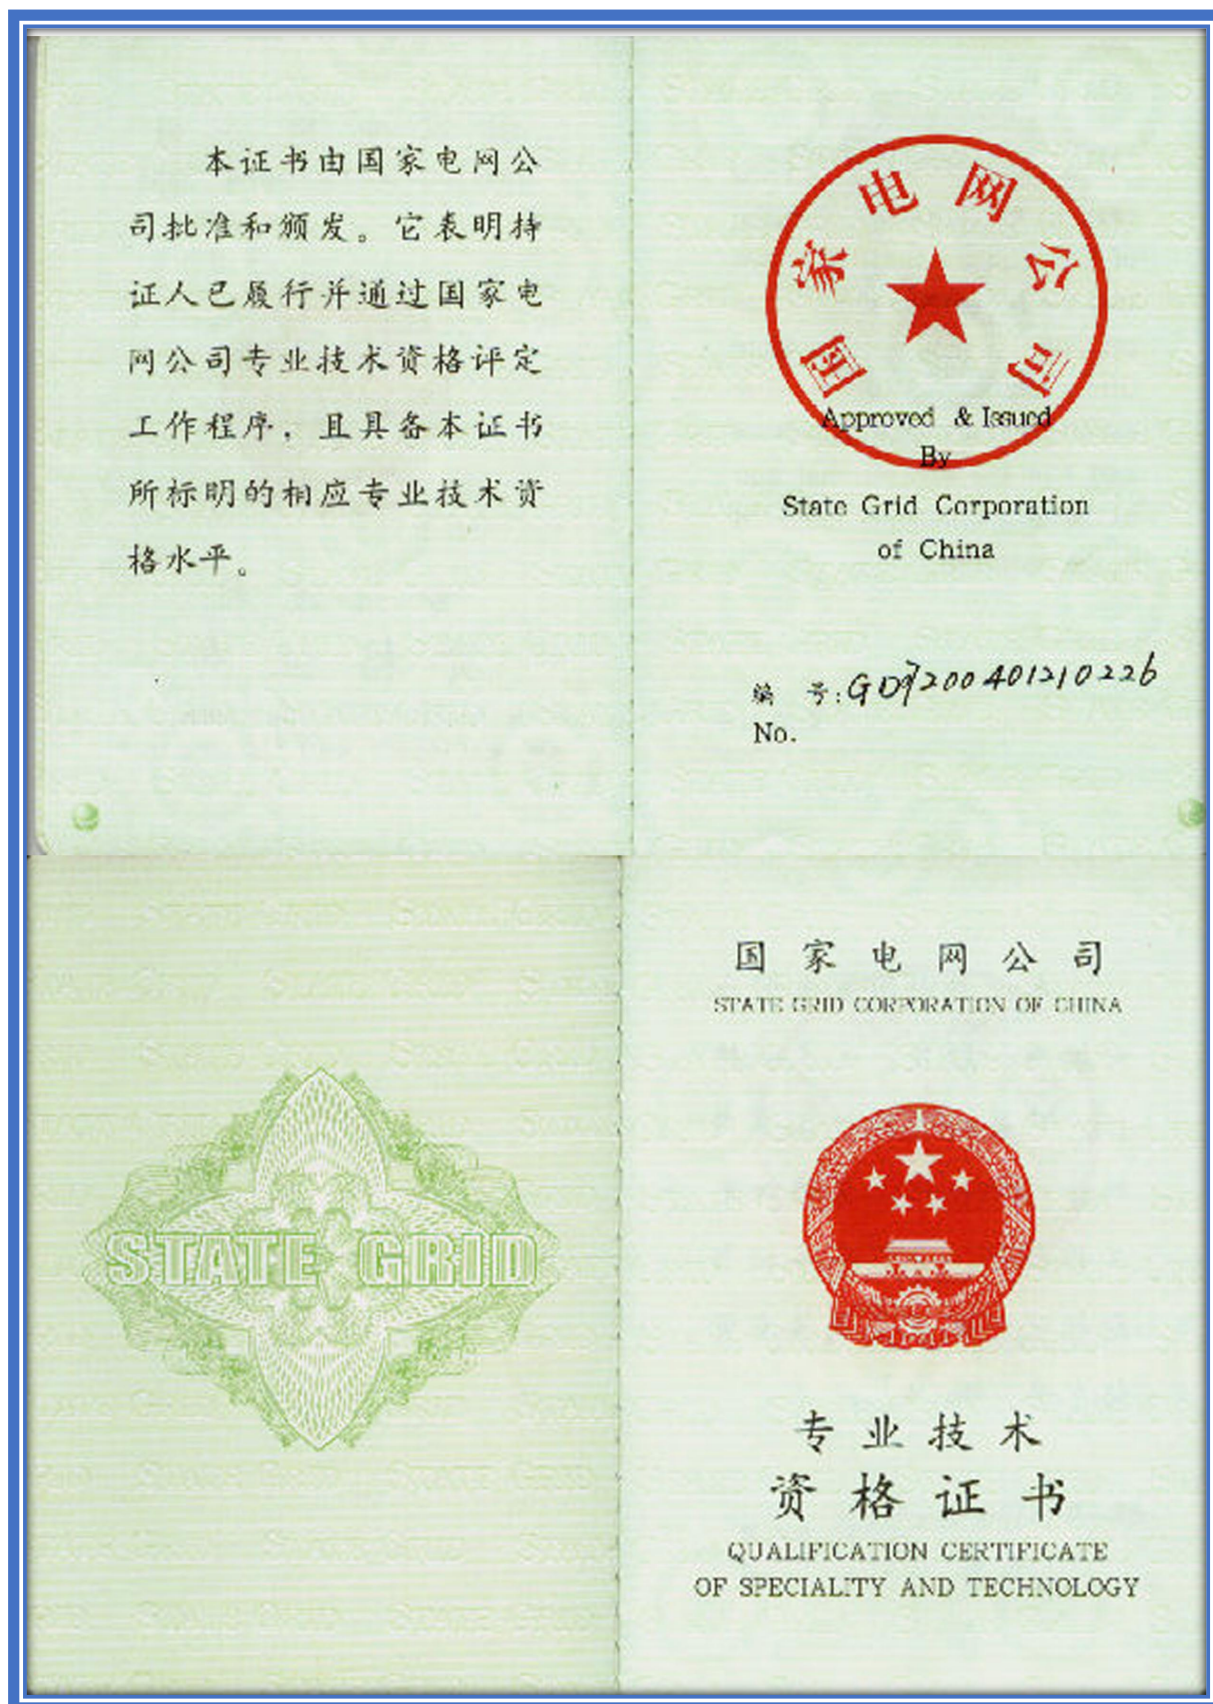 本证书由国家电网公
司批准和颁发。它表明持
证人已履行并通过国家电
网公司专业技术资格评定
工作程序，且具备本证书
所标明的相应专业技术资
格水平。
国家电网公司
Approved & Issued
By
State Grid Corporation
of China
编 号:
No.
STATE GRID
国家电网公司
STATE GRID CORPORATION OF CHINA
专业技术
资格证书
QUALIFICATION CERTIFICATE
OF SPECIALITY AND TECHNOLOGY